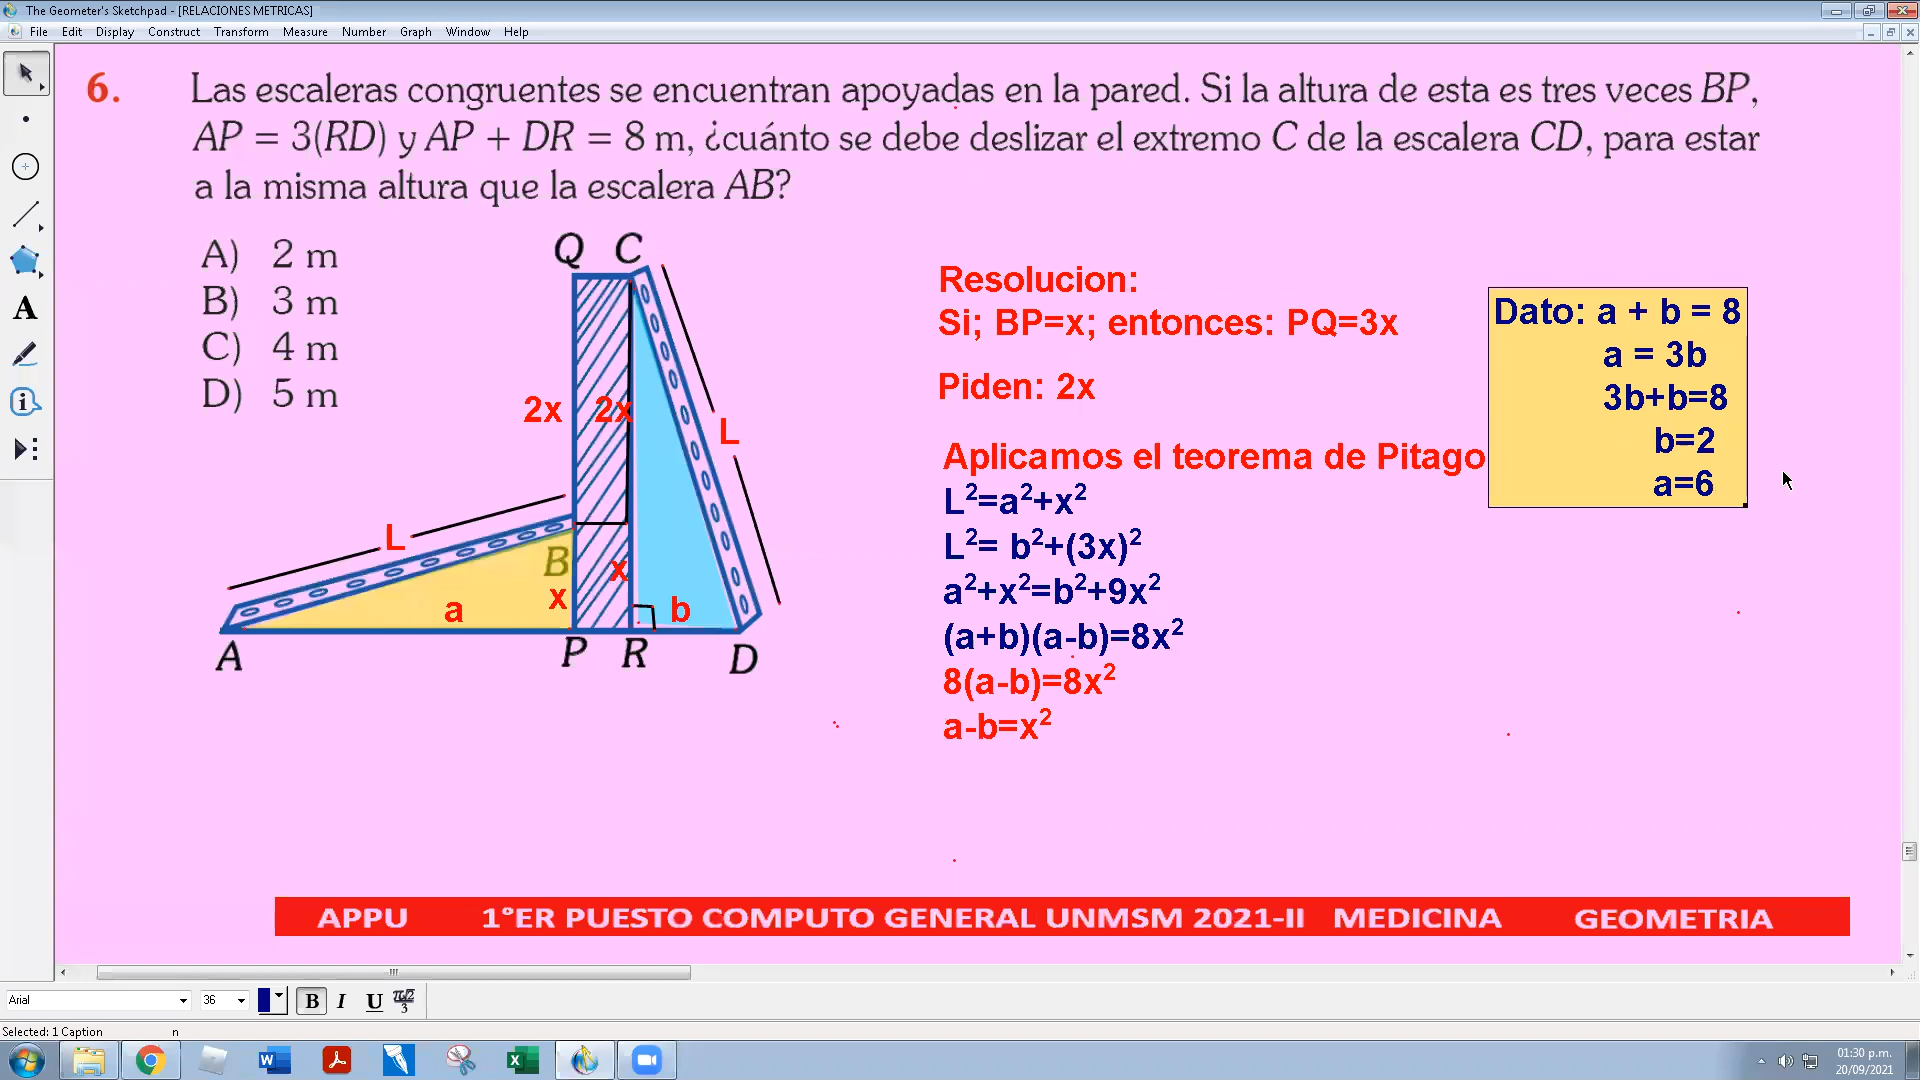 The Geometer's Sketchpad - [RELACIONES METRICAS]
File Edit Display Construct Transform Measure Number Graph Window Help
6. Las escaleras congruentes se encuentran apoyadas en la pared. Si la altura de esta es tres veces BP,
AP = 3(RD) y AP + DR = 8 m, ¿cuánto se debe deslizar el extremo C de la escalera CD, para estar
a la misma altura que la escalera AB?
A) 2 m
B) 3 m
C) 4 m
D) 5 m
Q C
2x 2x
L
L
B
x
x
a
b
A P R D
Resolucion:
Si; BP=x; entonces: PQ=3x
Piden: 2x
Aplicamos el teorema de Pitago
L²=a²+x²
L²= b²+(3x)²
a²+x²=b²+9x²
(a+b)(a-b)=8x²
8(a-b)=8x²
a-b=x²
Dato: a + b = 8
a = 3b
3b+b=8
b=2
a=6
APPU 1°ER PUESTO COMPUTO GENERAL UNMSM 2021-II MEDICINA GEOMETRIA
Arial 36 B I U
Selected: 1 Caption n
01:30 p.m.
20/09/2021